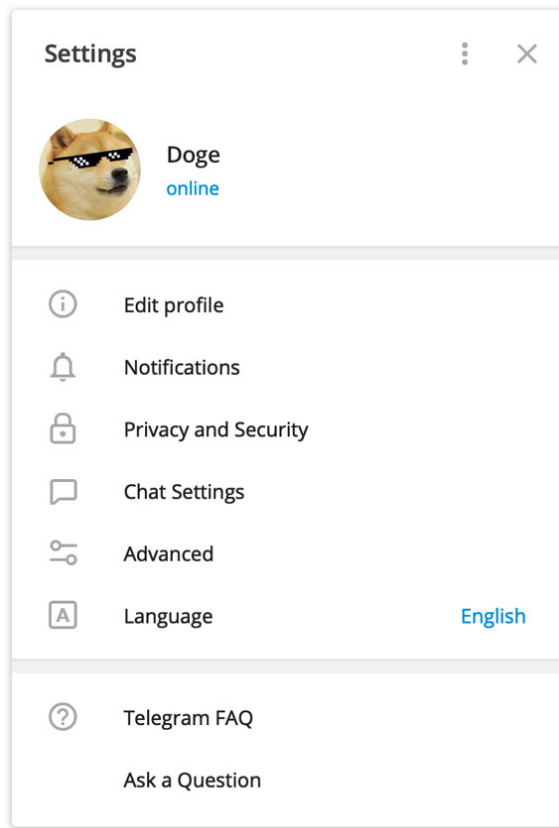 Settings
Doge
online
Edit profile
Notifications
Privacy and Security
Chat Settings
Advanced
A Language English
Telegram FAQ
Ask a Question